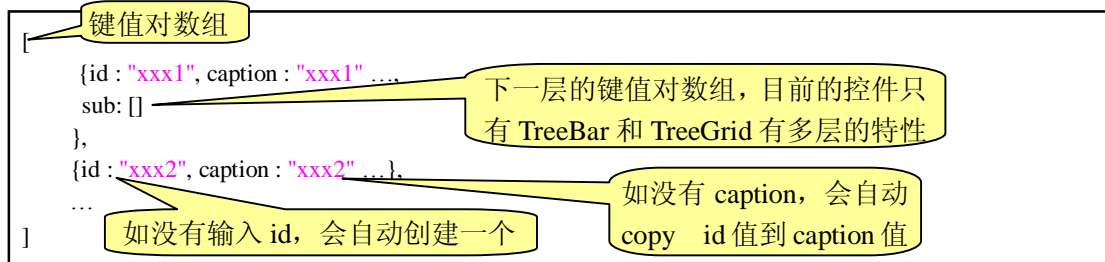 键值对数组
[
{id : "xxx1", caption : "xxx1" …,
下一层的键值对数组，目前的控件只
sub: []
有 TreeBar 和 TreeGrid 有多层的特性
},
{id : "xxx2", caption : "xxx2" …},
如没有 caption，会自动
…
如没有输入 id，会自动创建一个
copy id 值到 caption 值
]